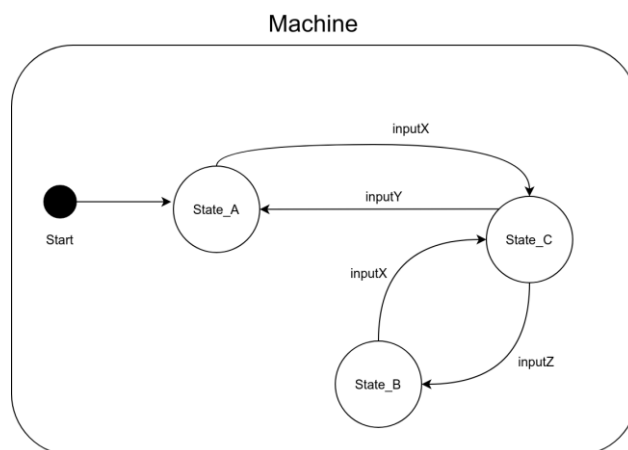 Machine
inputX
State_A
inputY
Start
State_C
inputX
inputZ
State_B